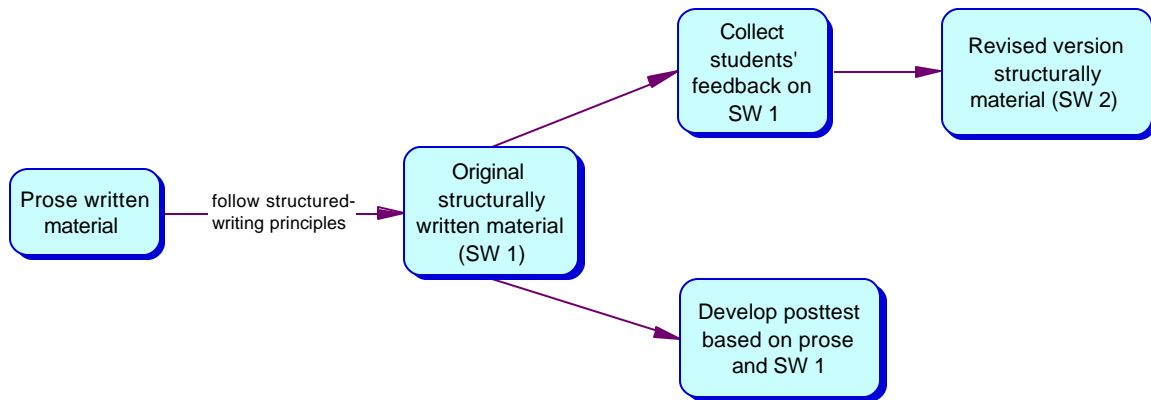 Prose written
material
follow structured-
writing principles
Original
structurally
written material
(SW 1)
Collect
students'
feedback on
SW 1
Revised version
structurally
material (SW 2)
Develop posttest
based on prose
and SW 1